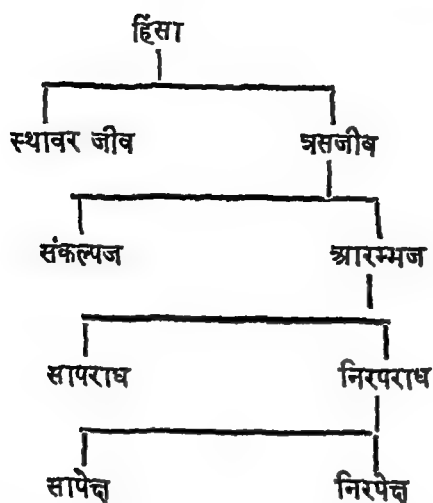 हिंसा
स्थावर जीव त्रसजीव
संकल्पज आरम्भज
सापराध निरपराध
सापेक्ष निरपेक्ष